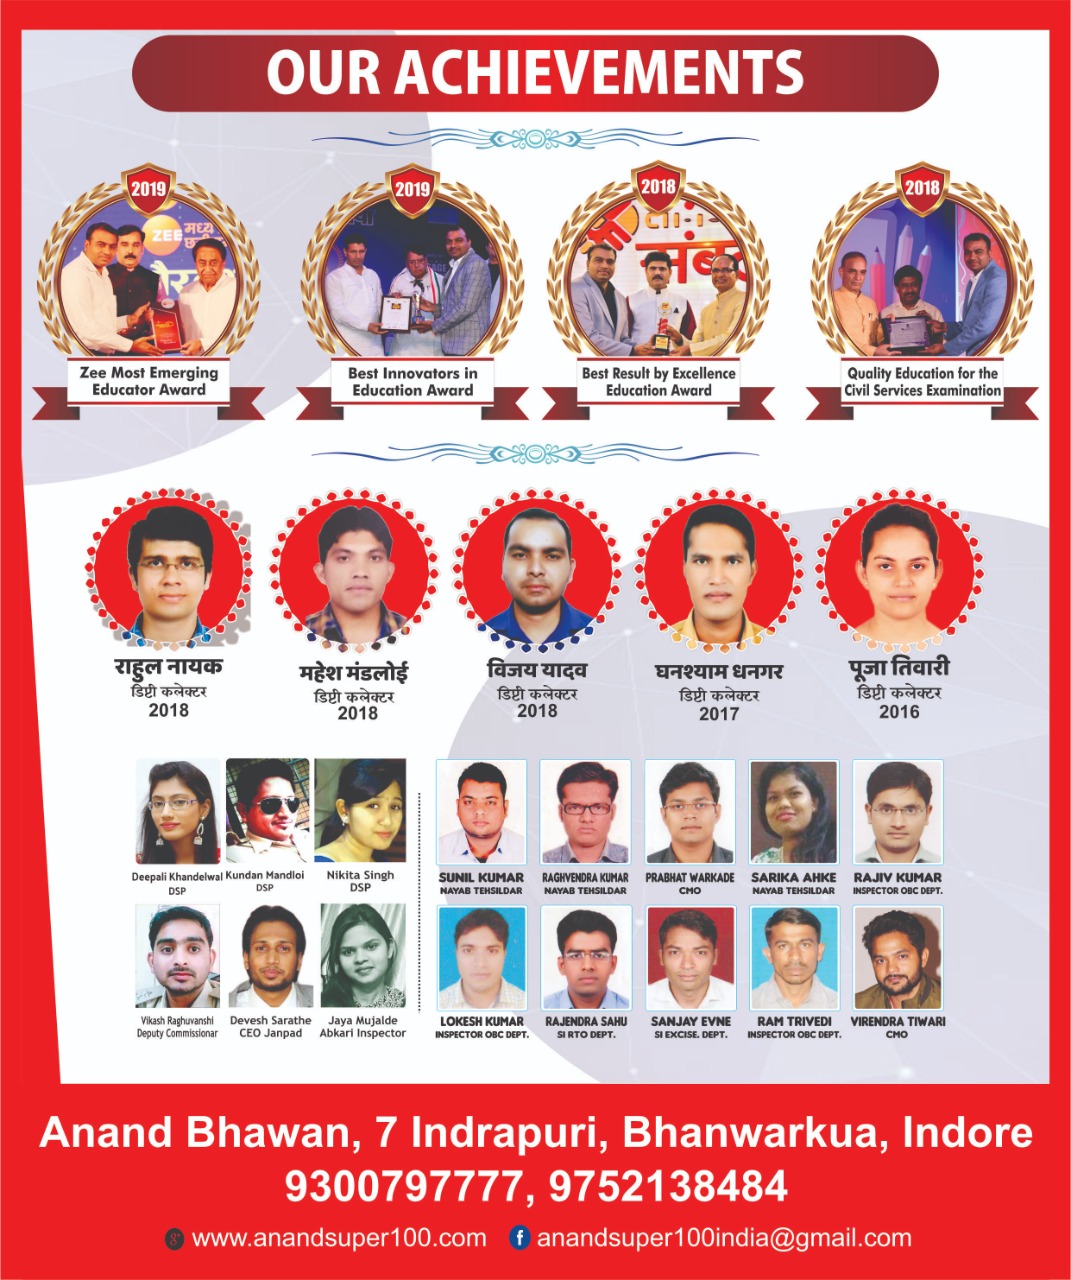 OUR ACHIEVEMENTS
2019
2019
2018
2018
ZEE मध्य
Zee Most Emerging
Educator Award
Best Innovators in
Education Award
Best Result by Excellence
Education Award
Quality Education for the
Civil Services Examination
राहुल नायक
डिप्टी कलेक्टर
2018
महेश मंडलोई
डिप्टी कलेक्टर
2018
विजय यादव
डिप्टी कलेक्टर
2018
घनश्याम धनगर
डिप्टी कलेक्टर
2017
पूजा तिवारी
डिप्टी कलेक्टर
2016
Deepali Khandelwal
DSP
Kundan Mandloi
DSP
Nikita Singh
DSP
SUNIL KUMAR
NAYAB TEHSILDAR
RAGHVENDRA KUMAR
NAYAB TEHSILDAR
PRABHAT WARKADE
CMO
SARIKA AHKE
NAYAB TEHSILDAR
RAJIV KUMAR
INSPECTOR OBC DEPT.
Vikash Raghuvanshi
Deputy Commissionar
Devesh Sarathe
CEO Janpad
Jaya Mujalde
Abkari Inspector
LOKESH KUMAR
INSPECTOR OBC DEPT.
RAJENDRA SAHU
SI RTO DEPT.
SANJAY EVNE
SI EXCISE. DEPT.
RAM TRIVEDI
INSPECTOR OBC DEPT.
VIRENDRA TIWARI
CMO
Anand Bhawan, 7 Indrapuri, Bhanwarkua, Indore
9300797777, 9752138484
www.anandsuper100.com f anandsuper100india@gmail.com